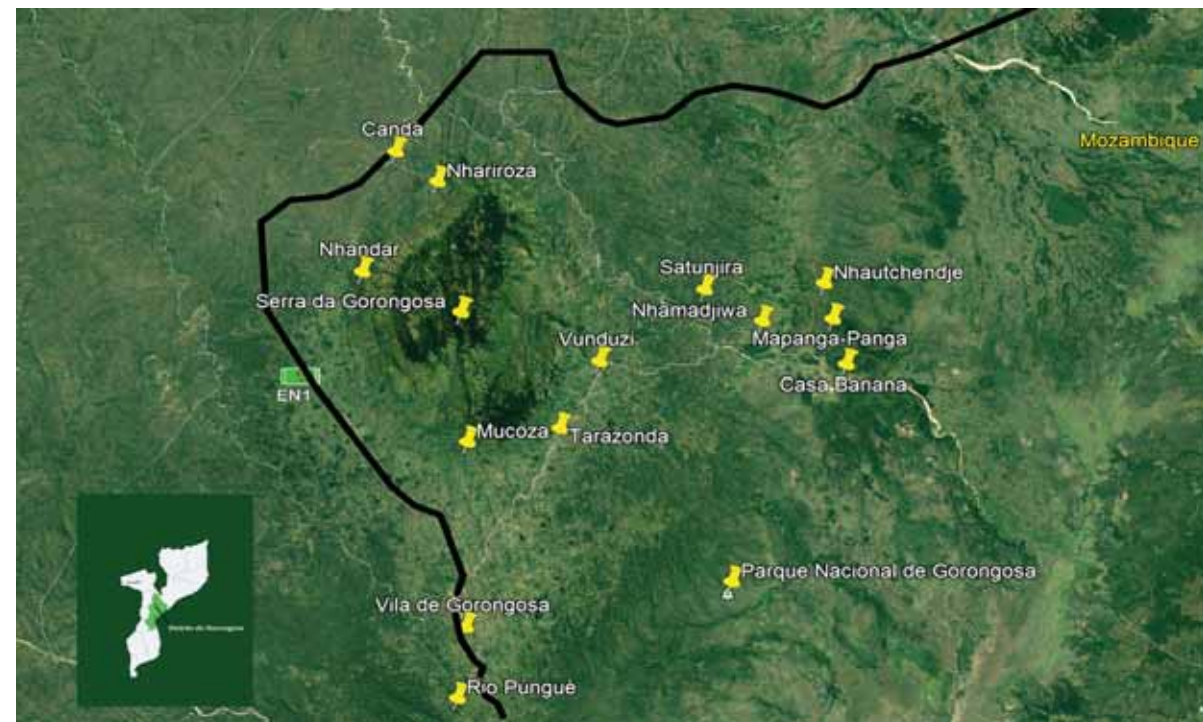 Canda
Mozambique
Nhariroza
Nhandar
Satunjira
Nhautchendje
Serra da Gorongosa
Nhamadjiwa
Vunduzi
Mapanga-Panga
EN1
Casa Banana
Mucoza
Tarazonda
Parque Nacional de Gorongosa
Vila de Gorongosa
Rio Púnguè